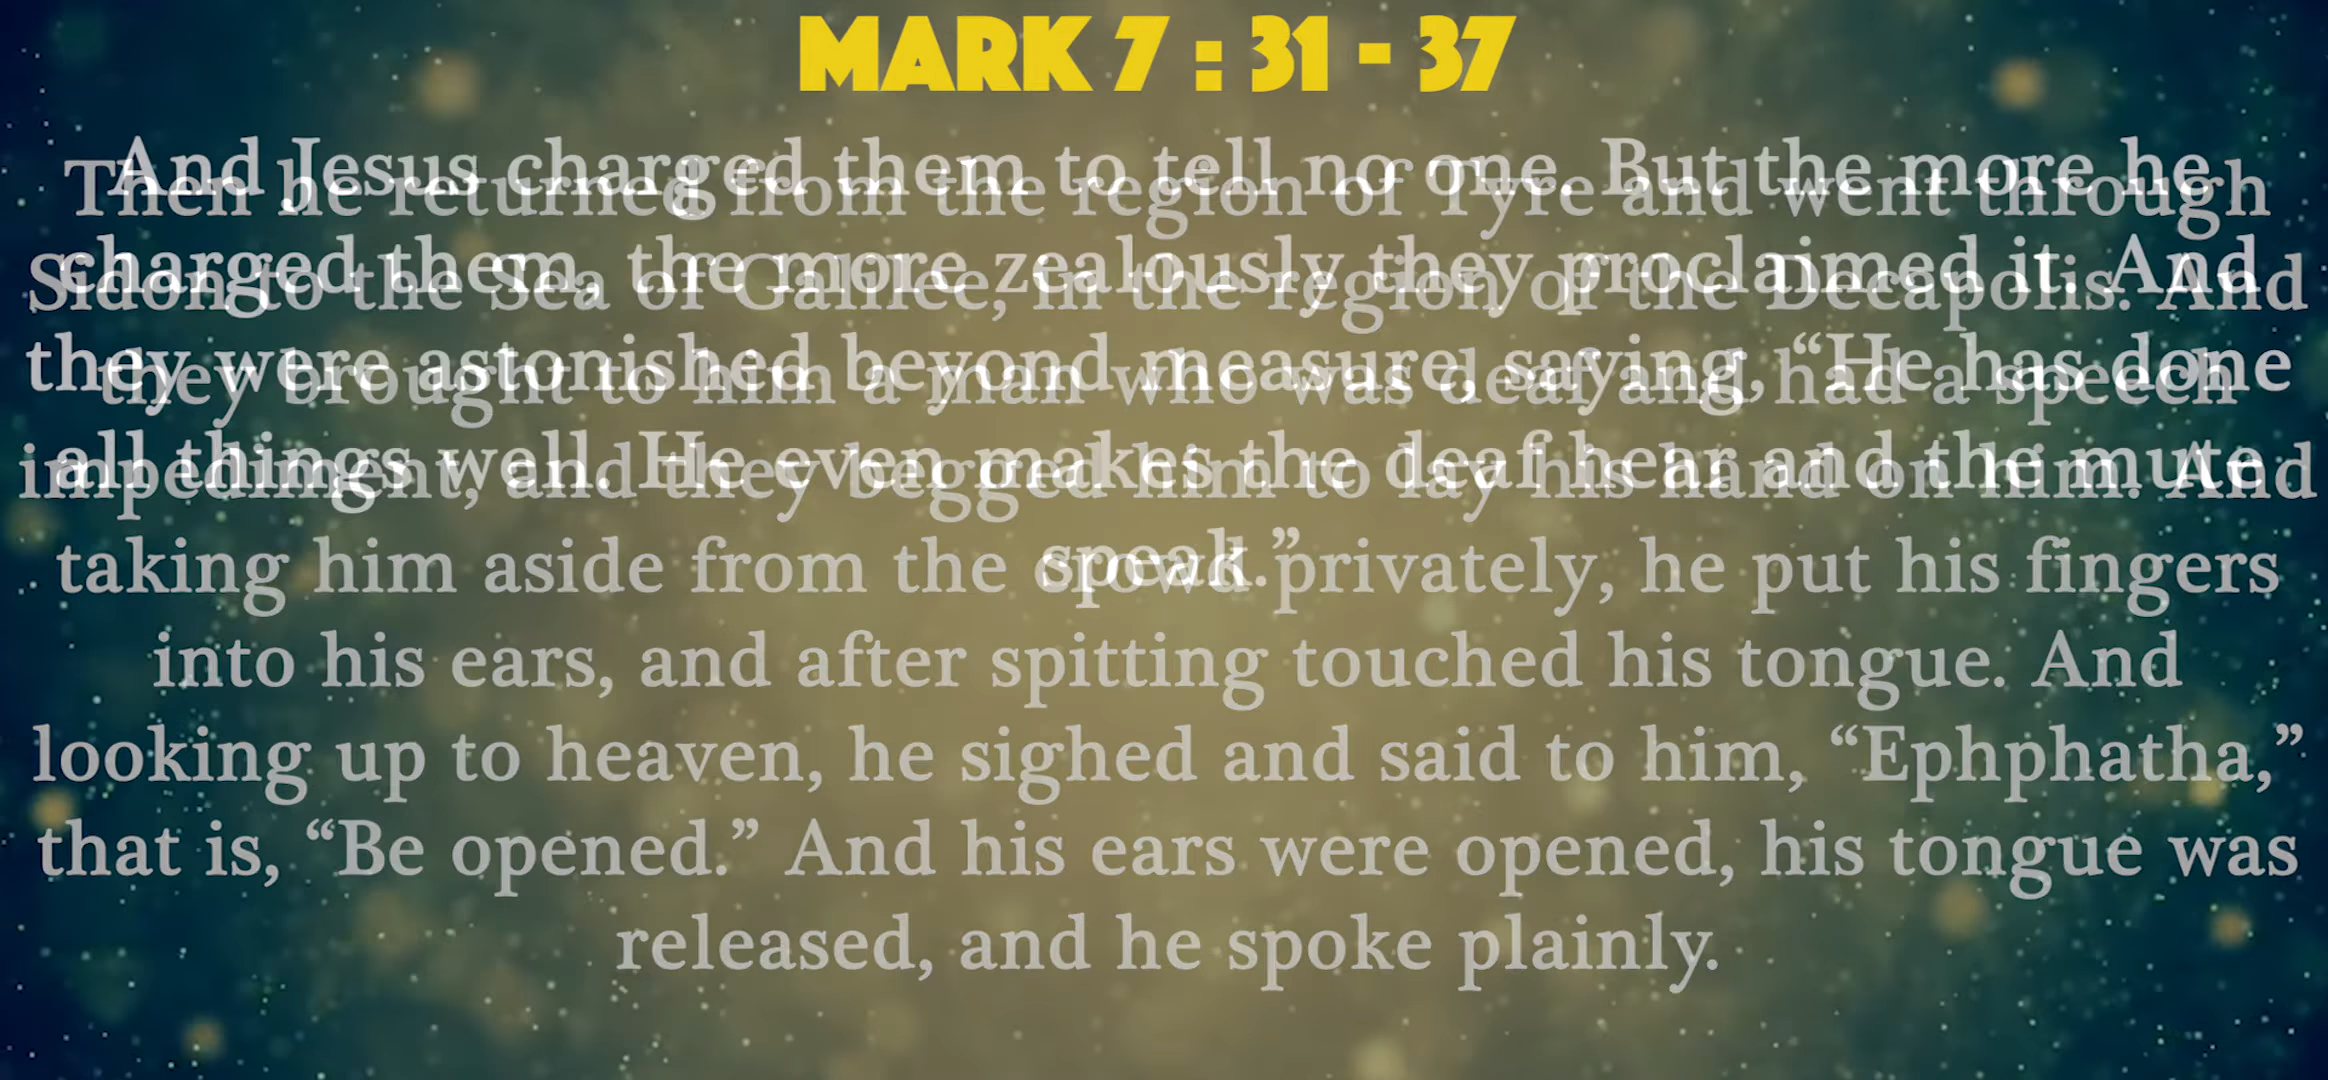 MARK 7 : 31 - 37
Then he returned from the region of Tyre and went through
Sidon to the Sea of Galilee, in the region of the Decapolis. And
they brought to him a man who was deaf and had a speech
impediment, and they begged him to lay his hand on him. And
taking him aside from the crowd privately, he put his fingers
into his ears, and after spitting touched his tongue. And
looking up to heaven, he sighed and said to him, “Ephphatha,”
that is, “Be opened.” And his ears were opened, his tongue was
released, and he spoke plainly.
And Jesus charged them to tell no one. But the more he
charged them, the more zealously they proclaimed it. And
they were astonished beyond measure, saying, “He has done
all things well. He even makes the deaf hear and the mute
speak.”